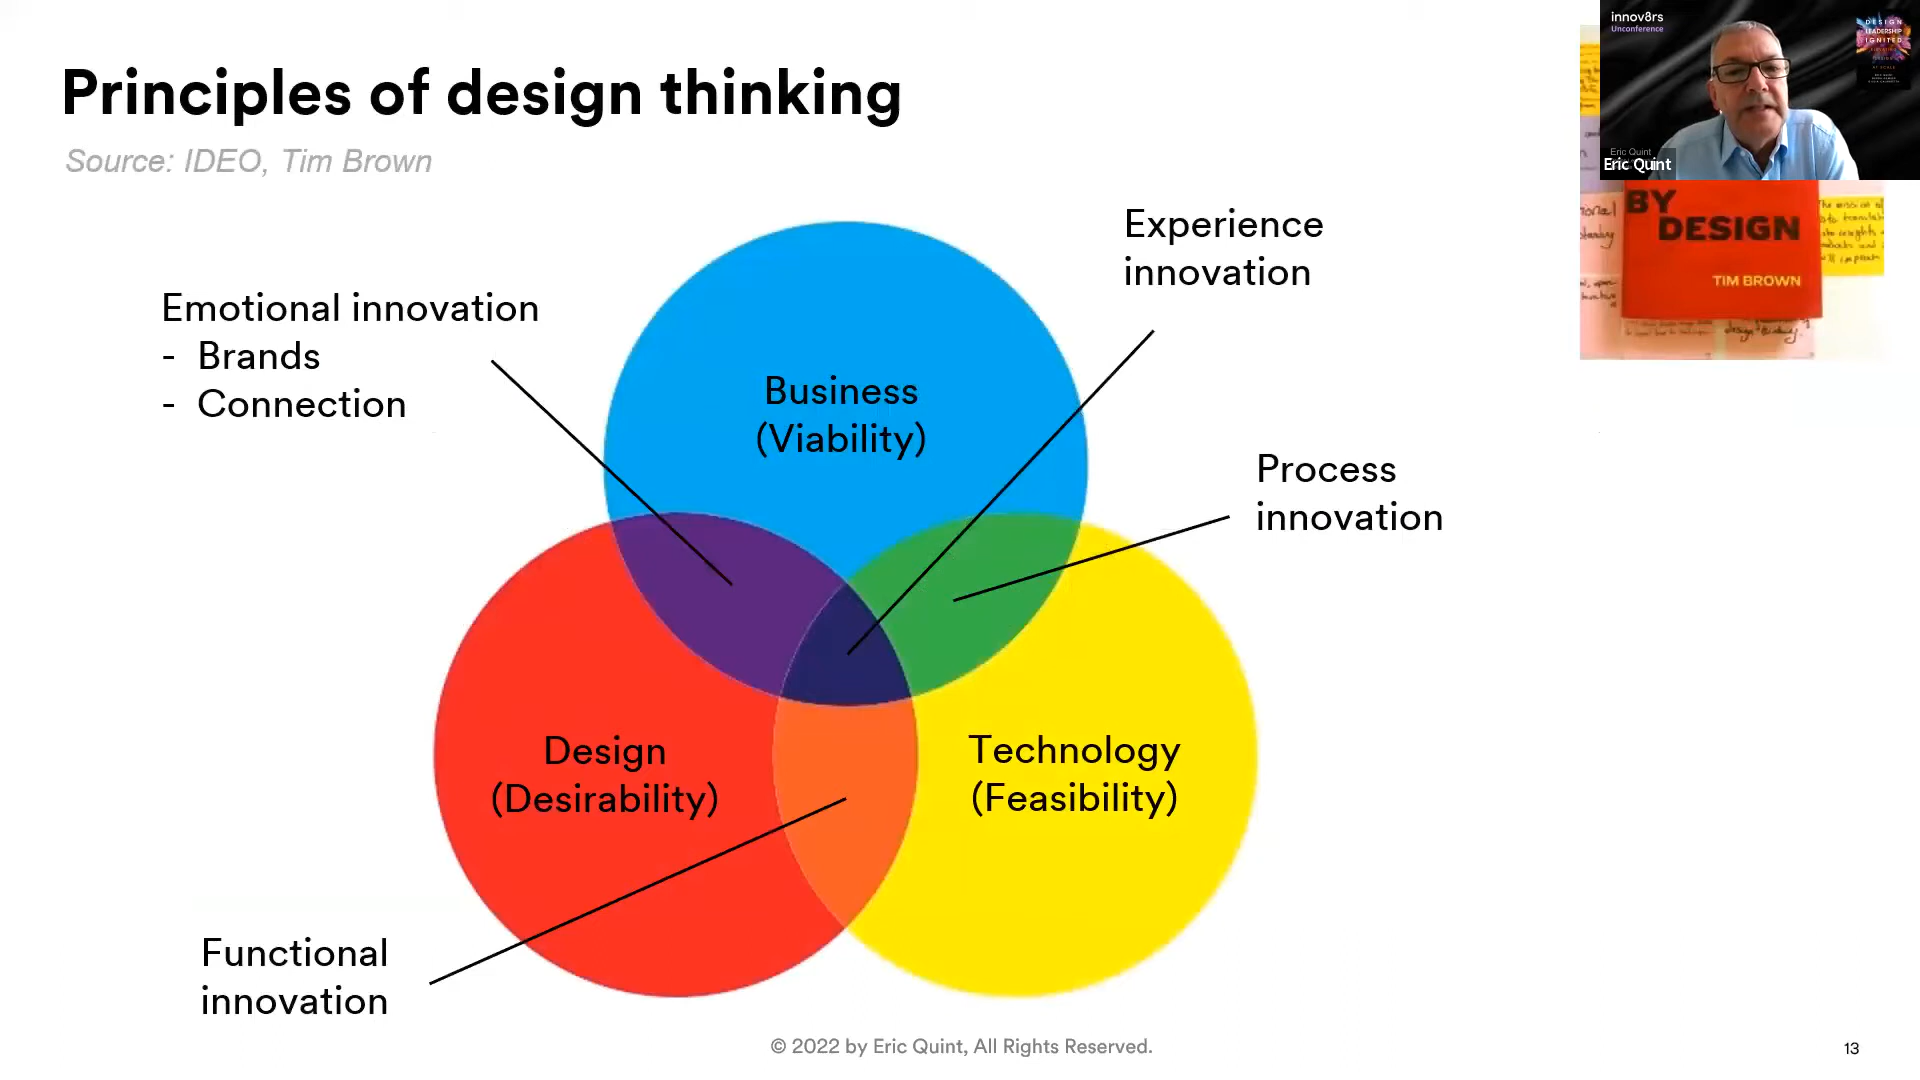 Principles of design thinking
Source: IDEO, Tim Brown
innov8rs
Unconference
DESIGN
LEADERSHIP
IGNITED
Eric Quint
Eric Quint
BY
DESIGN
TIM BROWN
Experience
innovation
Emotional innovation
- Brands
- Connection
Business
(Viability)
Process
innovation
Design
(Desirability)
Technology
(Feasibility)
Functional
innovation
© 2022 by Eric Quint, All Rights Reserved.
13